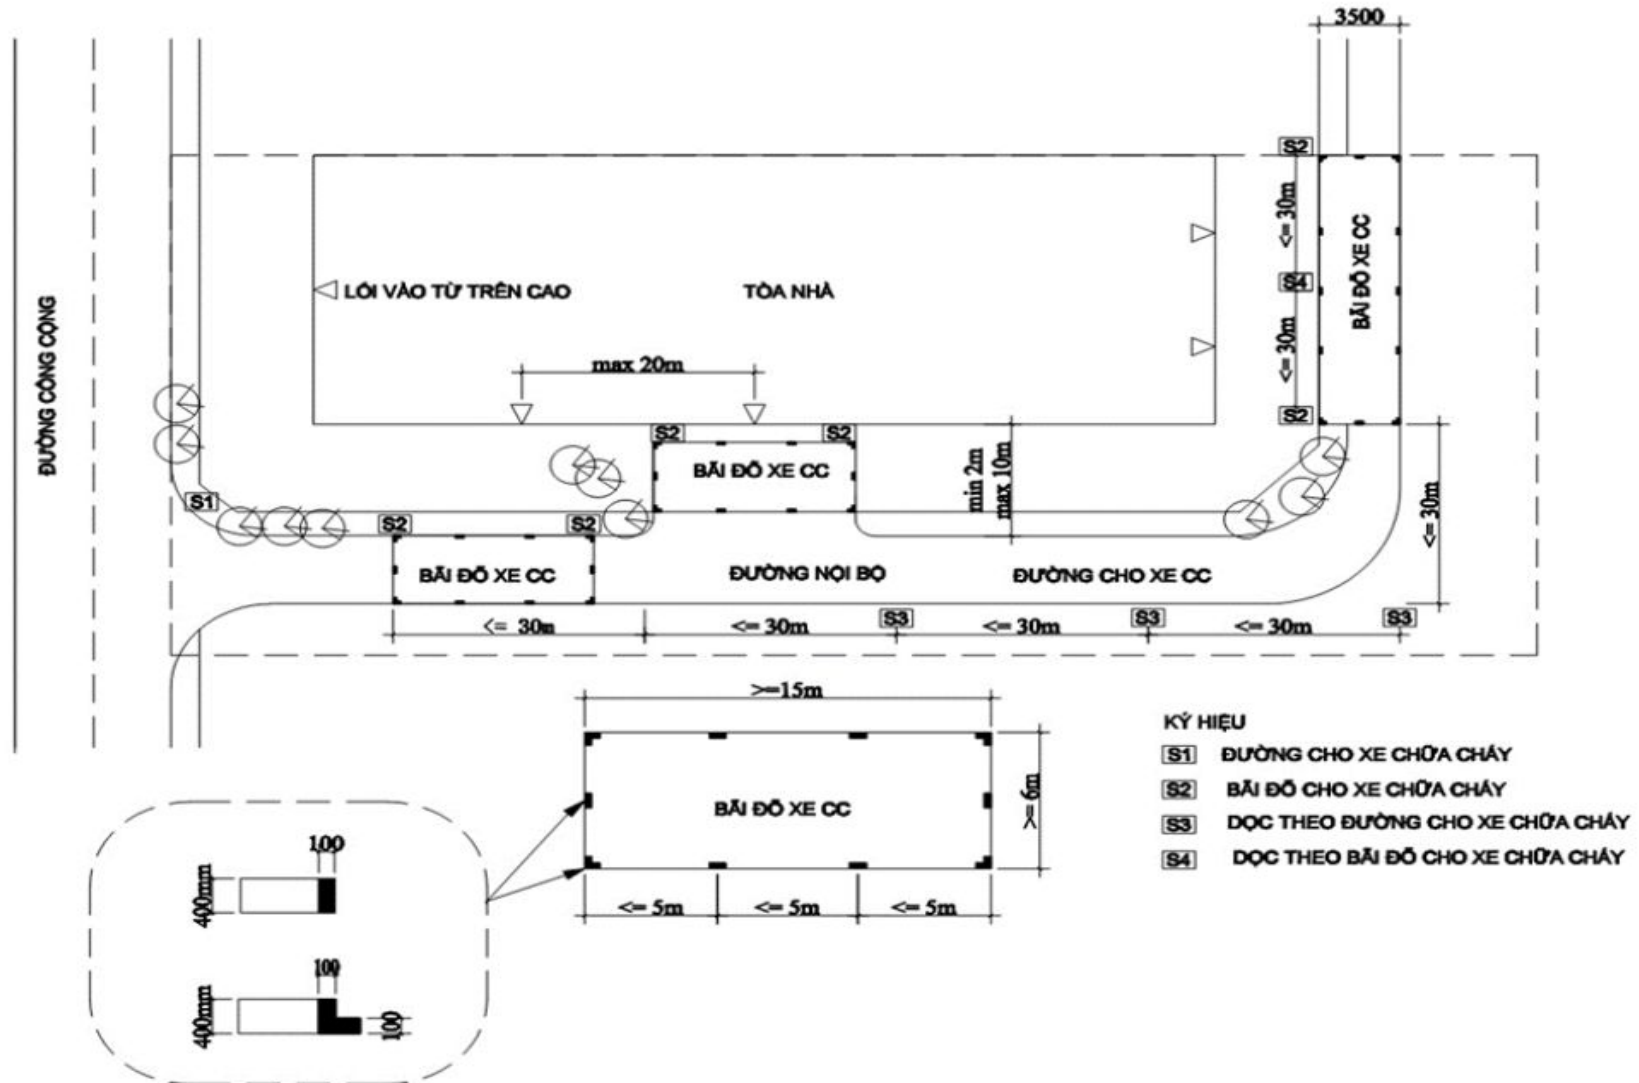 3500
S2
<= 30m
S4
<= 30m
S2
BÃI ĐỖ XE CC
ĐƯỜNG CÔNG CỘNG
LỐI VÀO TỪ TRÊN CAO
TÒA NHÀ
max 20m
S2
S2
BÃI ĐỖ XE CC
min 2m
max 10m
<= 30m
S1
S2
S2
BÃI ĐỖ XE CC
ĐƯỜNG NỘI BỘ
ĐƯỜNG CHO XE CC
S3
S3
S3
<= 30m
<= 30m
<= 30m
<= 30m
>=15m
BÃI ĐỖ XE CC
>= 6m
<= 5m
<= 5m
<= 5m
KÝ HIỆU
S1 ĐƯỜNG CHO XE CHỮA CHÁY
S2 BÃI ĐỖ CHO XE CHỮA CHÁY
S3 DỌC THEO ĐƯỜNG CHO XE CHỮA CHÁY
S4 DỌC THEO BÃI ĐỖ CHO XE CHỮA CHÁY
100
400mm
100
400mm
100